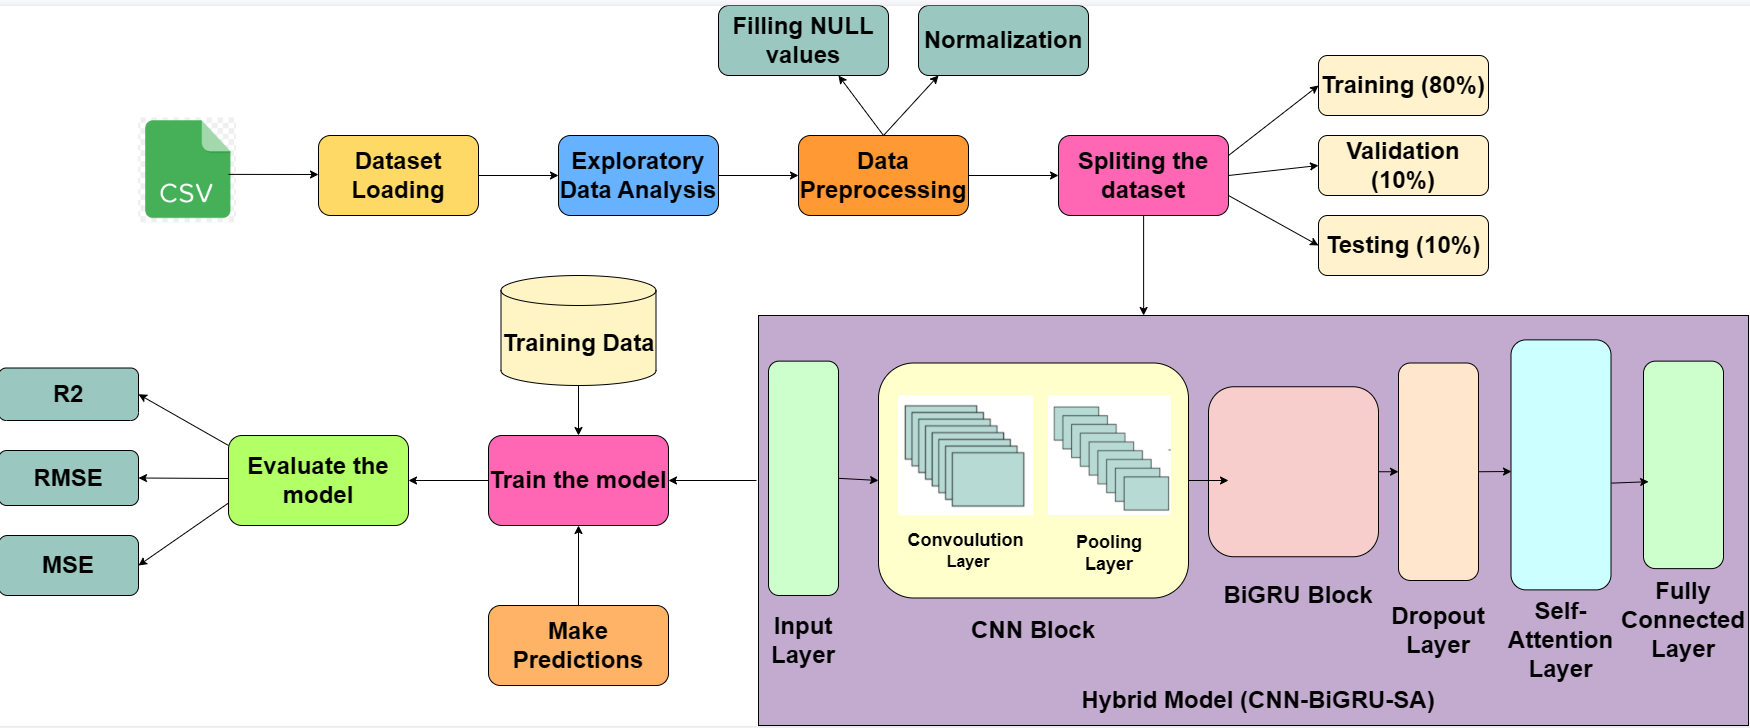 Filling NULL
values
Normalization
Training (80%)
CSV
Dataset
Loading
Exploratory
Data Analysis
Data
Preprocessing
Spliting the
dataset
Validation
(10%)
Testing (10%)
Training Data
R2
RMSE
MSE
Evaluate the
model
Train the model
Make
Predictions
Input
Layer
Convoulution
Layer
Pooling
Layer
CNN Block
BiGRU Block
Dropout
Layer
Self-
Attention
Layer
Fully
Connected
Layer
Hybrid Model (CNN-BiGRU-SA)